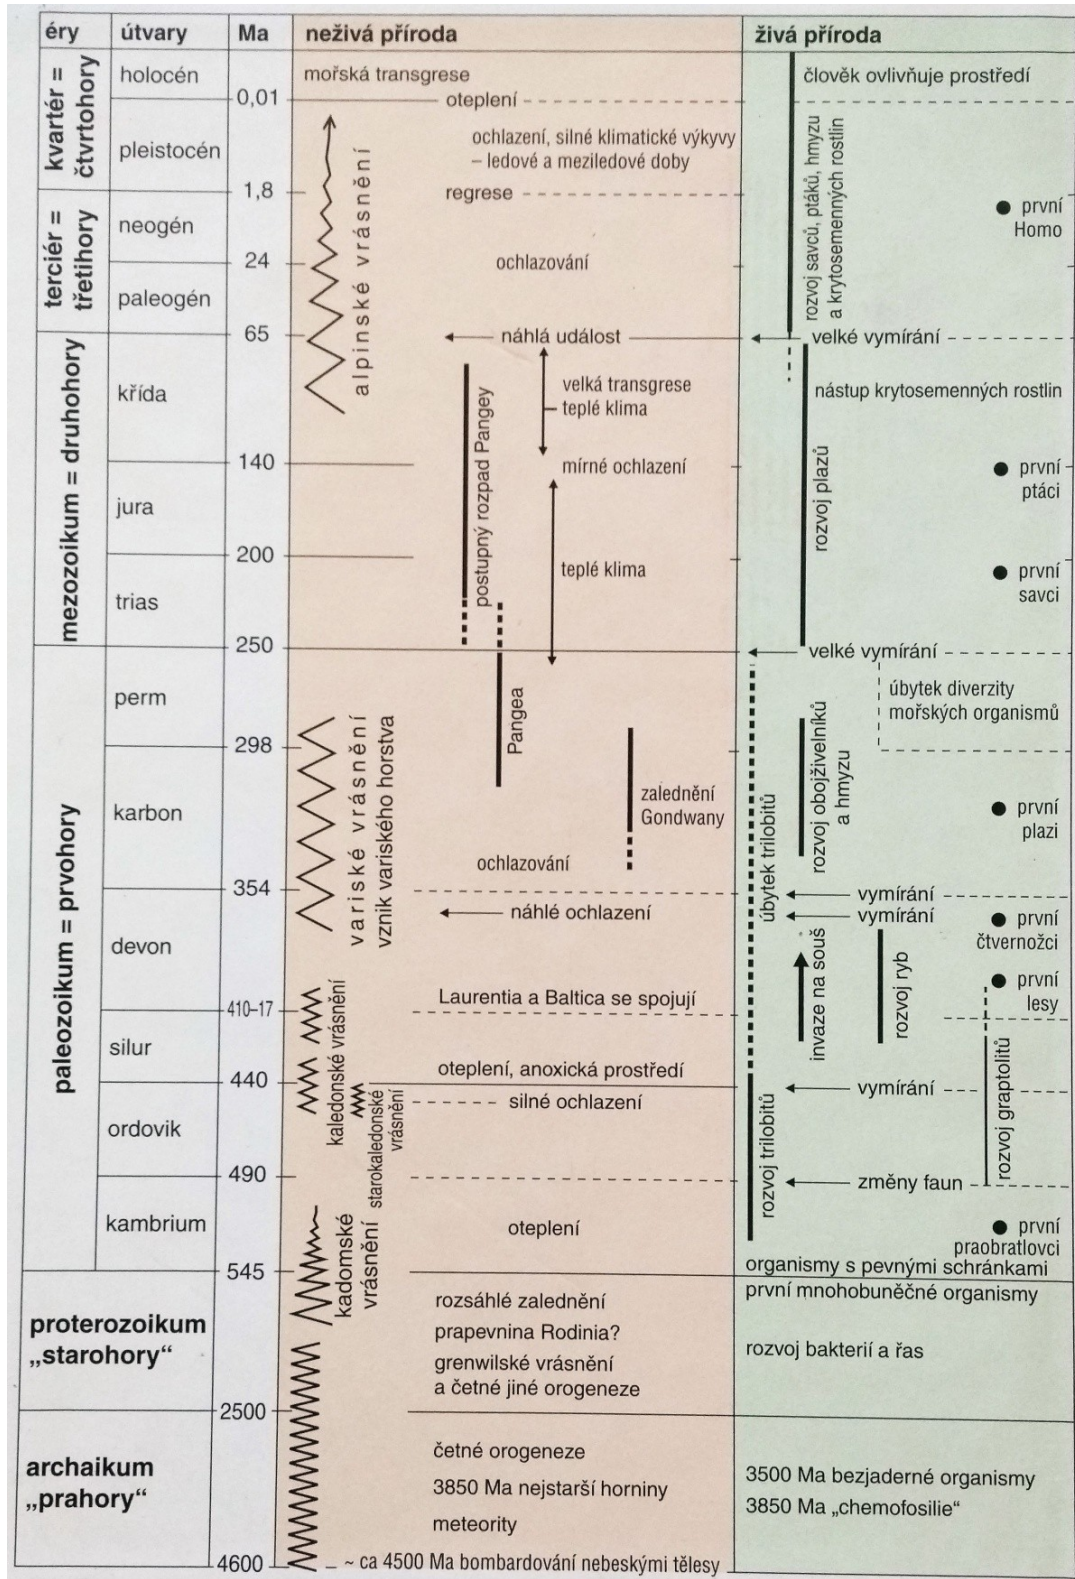 éry útvary Ma neživá příroda živá příroda
kvartér =
čtvrtohory
holocén
mořská transgrese
člověk ovlivňuje prostředí
0,01
oteplení
pleistocén
ochlazení, silné klimatické výkyvy
– ledové a meziledové doby
alpinské vrásnění
rozvoj savců, ptáků, hmyzu
a krytosemenných rostlin
1,8
regrese
terciér =
třetihory
neogén
první
Homo
24
ochlazování
paleogén
65
náhlá událost
velké vymírání
mezozoikum = druhohory
křída
velká transgrese
teplé klima
nástup krytosemenných rostlin
postupný rozpad Pangey
rozvoj plazů
140
mírné ochlazení
první
ptáci
jura
200
teplé klima
první
savci
trias
250
velké vymírání
paleozoikum = prvohory
perm
Pangea
úbytek diverzity
mořských organismů
298
variské vrásnění
vznik variského horstva
rozvoj obojživelníků
a hmyzu
karbon
zalednění
Gondwany
úbytek trilobitů
první
plazi
ochlazování
354
vymírání
náhlé ochlazení
vymírání
první
čtvernožci
devon
invaze na souš
rozvoj ryb
první
lesy
Laurentia a Baltica se spojují
410-17
kaledonské vrásnění
silur
oteplení, anoxická prostředí
440
vymírání
silné ochlazení
starokaledonské
vrásnění
rozvoj trilobitů
rozvoj graptolitů
ordovik
490
změny faun
kambrium
kadomské
vrásnění
oteplení
první
praobratlovci
organismy s pevnými schránkami
545
první mnohobuněčné organismy
proterozoikum
„starohory“
rozsáhlé zalednění
prapevnina Rodinia?
grenwilské vrásnění
a četné jiné orogeneze
rozvoj bakterií a řas
2500
archaikum
„prahory“
četné orogeneze
3850 Ma nejstarší horniny
meteority
3500 Ma bezjaderné organismy
3850 Ma „chemofosilie“
4600
~ ca 4500 Ma bombardování nebeskými tělesy